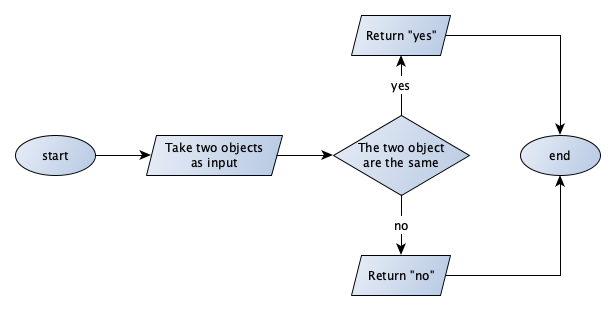 Return "yes"
yes
start
Take two objects
as input
The two object
are the same
end
no
Return "no"